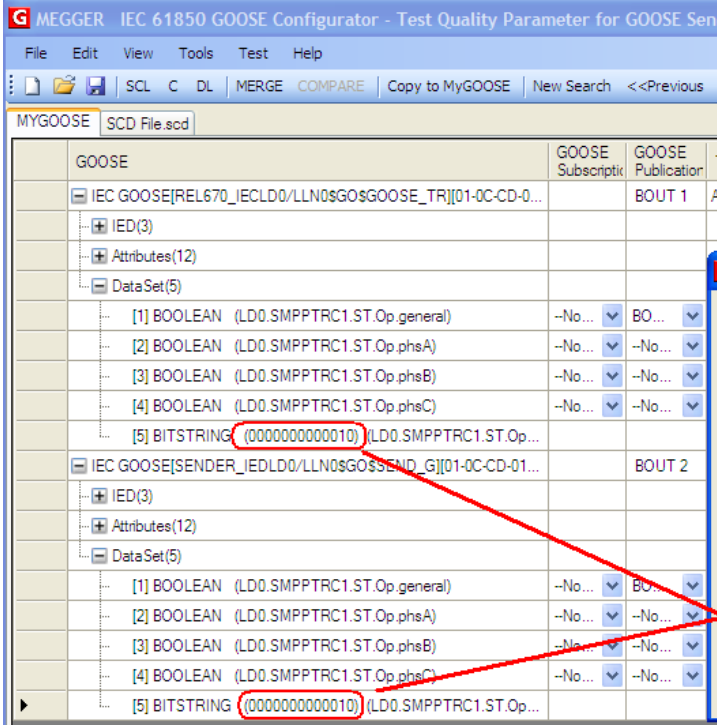 G MEGGER IEC 61850 GOOSE Configurator - Test Quality Parameter for GOOSE Sen
File Edit View Tools Test Help
SCL C DL MERGE COMPARE Copy to MyGOOSE New Search <<Previous
MYGOOSE SCD File.scd
GOOSE GOOSE Subscriptic GOOSE Publication
IEC GOOSE[REL670_IECLD0/LLN0$GO$GOOSE_TR][01-0C-CD-0... BOUT 1 A
IED(3)
Attributes(12)
DataSet(5)
[1] BOOLEAN (LD0.SMPPTRC1.ST.Op.general) --No... BO...
[2] BOOLEAN (LD0.SMPPTRC1.ST.Op.phsA) --No... --No...
[3] BOOLEAN (LD0.SMPPTRC1.ST.Op.phsB) --No... --No...
[4] BOOLEAN (LD0.SMPPTRC1.ST.Op.phsC) --No... --No...
[5] BITSTRING (0000000000010) (LD0.SMPPTRC1.ST.Op...
IEC GOOSE[SENDER_IEDLD0/LLN0$GO$SEND_G][01-0C-CD-01... BOUT 2
IED(3)
Attributes(12)
DataSet(5)
[1] BOOLEAN (LD0.SMPPTRC1.ST.Op.general) --No... BO...
[2] BOOLEAN (LD0.SMPPTRC1.ST.Op.phsA) --No... --No...
[3] BOOLEAN (LD0.SMPPTRC1.ST.Op.phsB) --No... --No...
[4] BOOLEAN (LD0.SMPPTRC1.ST.Op.phsC) --No... --No...
[5] BITSTRING (0000000000010) (LD0.SMPPTRC1.ST.Op...